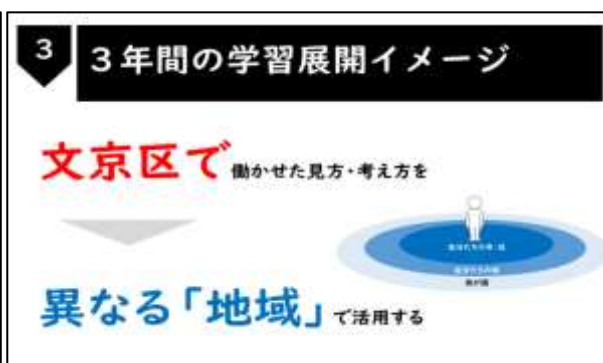 3
３年間の学習展開イメージ
文京区で働かせた見方・考え方を
異なる「地域」で活用する